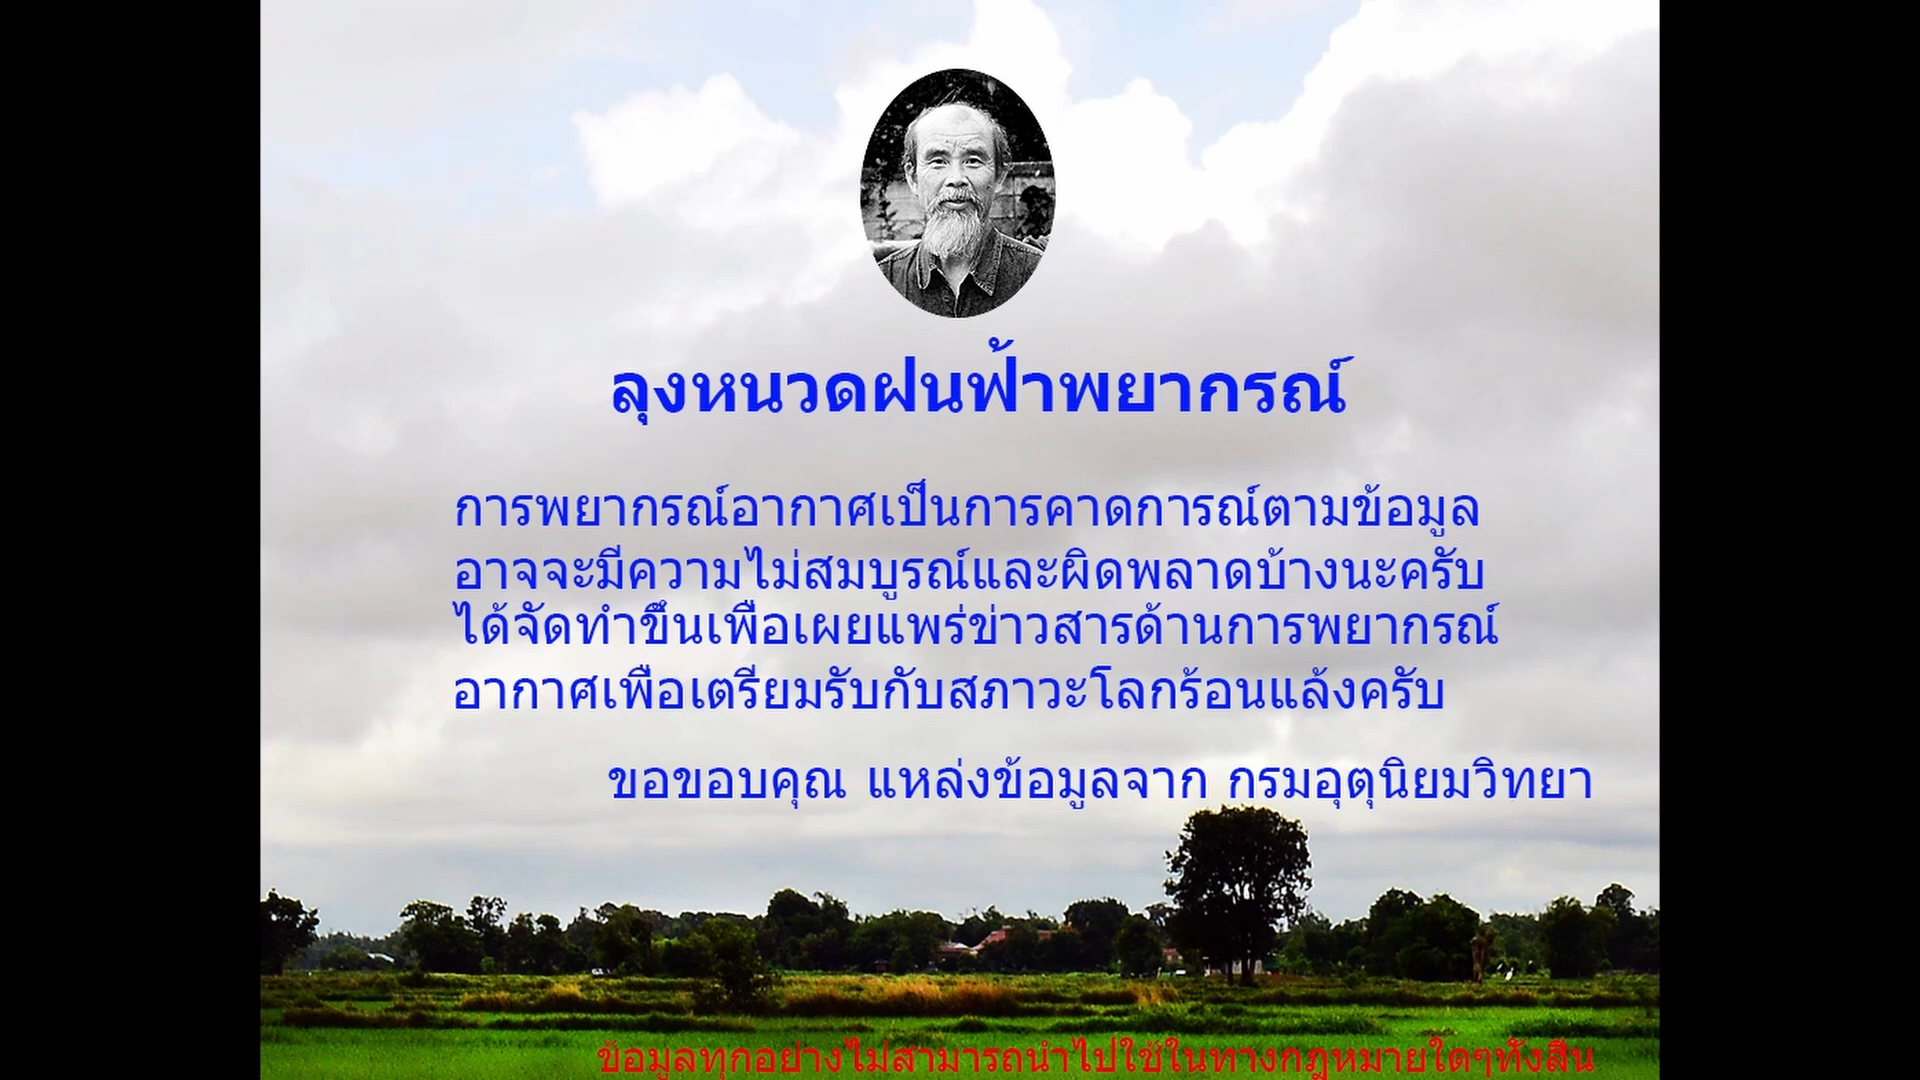 ลุงหนวดฝนฟ้าพยากรณ์
การพยากรณ์อากาศเป็นการคาดการณ์ตามข้อมูล
อาจจะมีความไม่สมบูรณ์และผิดพลาดบ้างนะครับ
ได้จัดทำขึ้นเพื่อเผยแพร่ข่าวสารด้านการพยากรณ์
อากาศเพื่อเตรียมรับกับสภาวะโลกร้อนแล้งครับ
ขอขอบคุณ แหล่งข้อมูลจาก กรมอุตุนิยมวิทยา
ข้อมูลทุกอย่างไม่สามารถนำไปใช้ในทางกฎหมายใดๆทั้งสิ้น